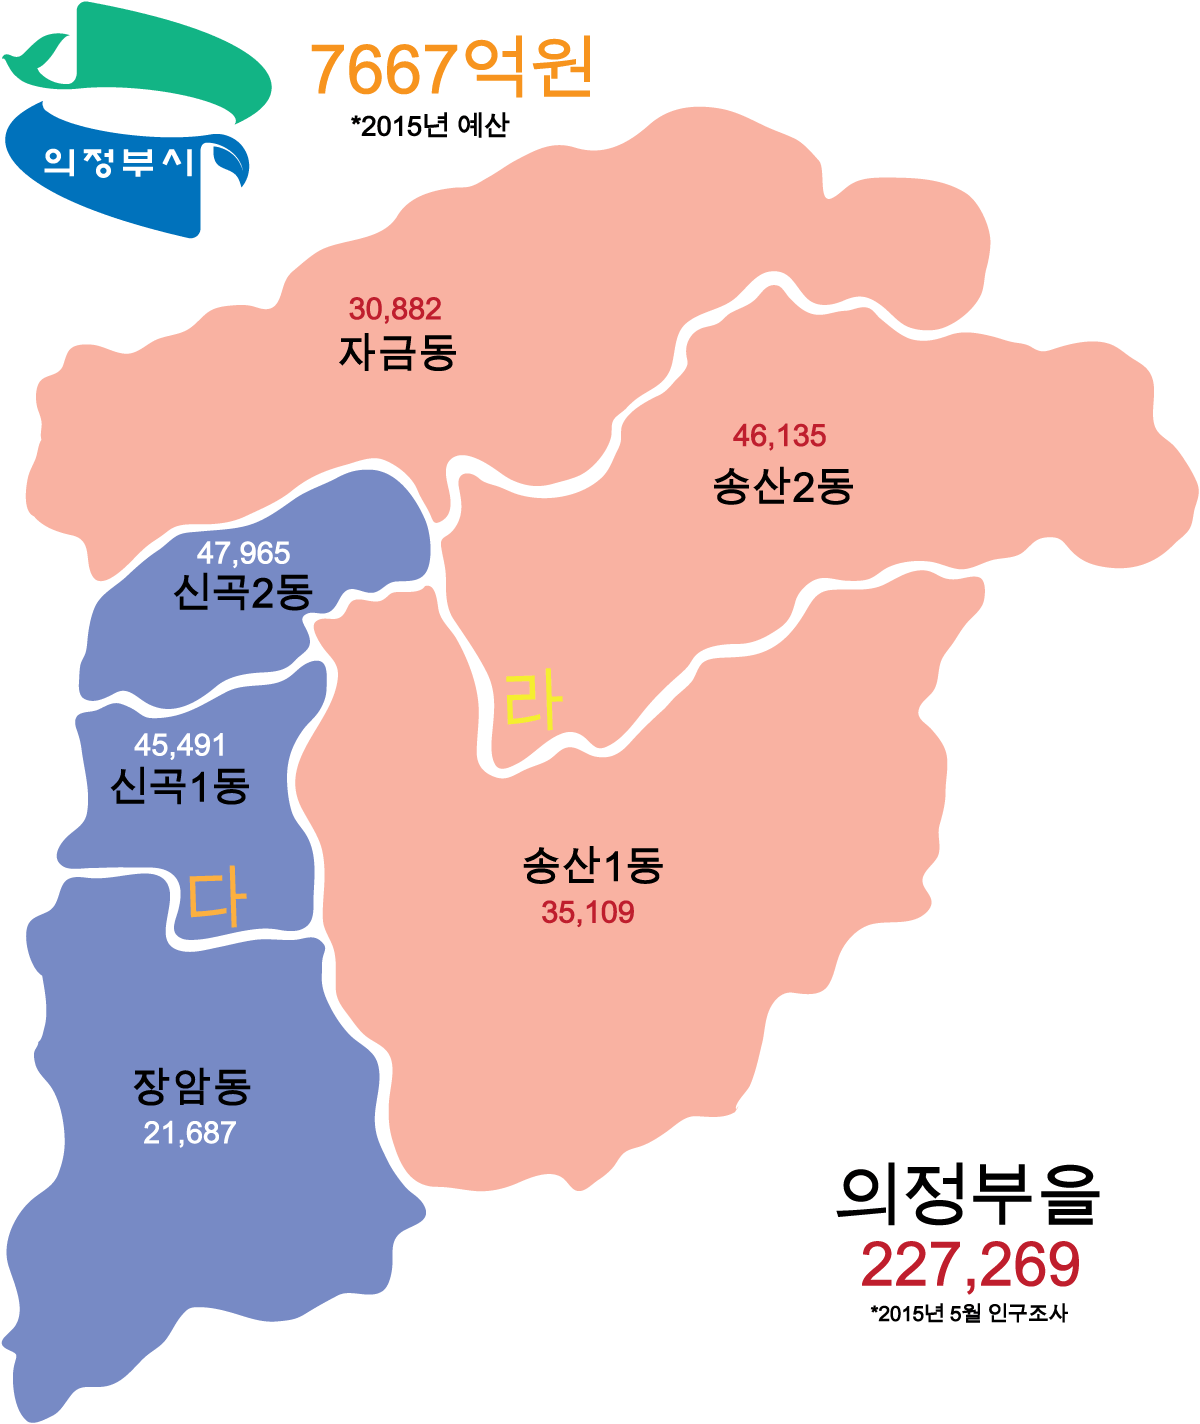 7667억원
*2015년 예산
의정부시
30,882
자금동
46,135
송산2동
47,965
신곡2동
라
45,491
신곡1동
다
송산1동
35,109
장암동
21,687
의정부을
227,269
*2015년 5월 인구조사